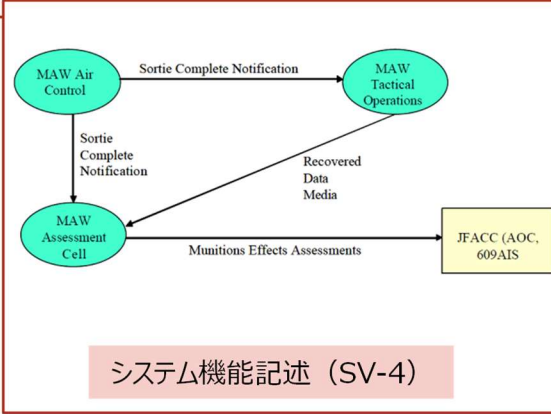 MAW Air
Control
Sortie Complete Notification
MAW
Tactical
Operations
Sortie
Complete
Notification
Recovered
Data
Media
MAW
Assessment
Cell
Munitions Effects Assessments
JFACC (AOC,
609AIS
システム機能記述（SV-4）